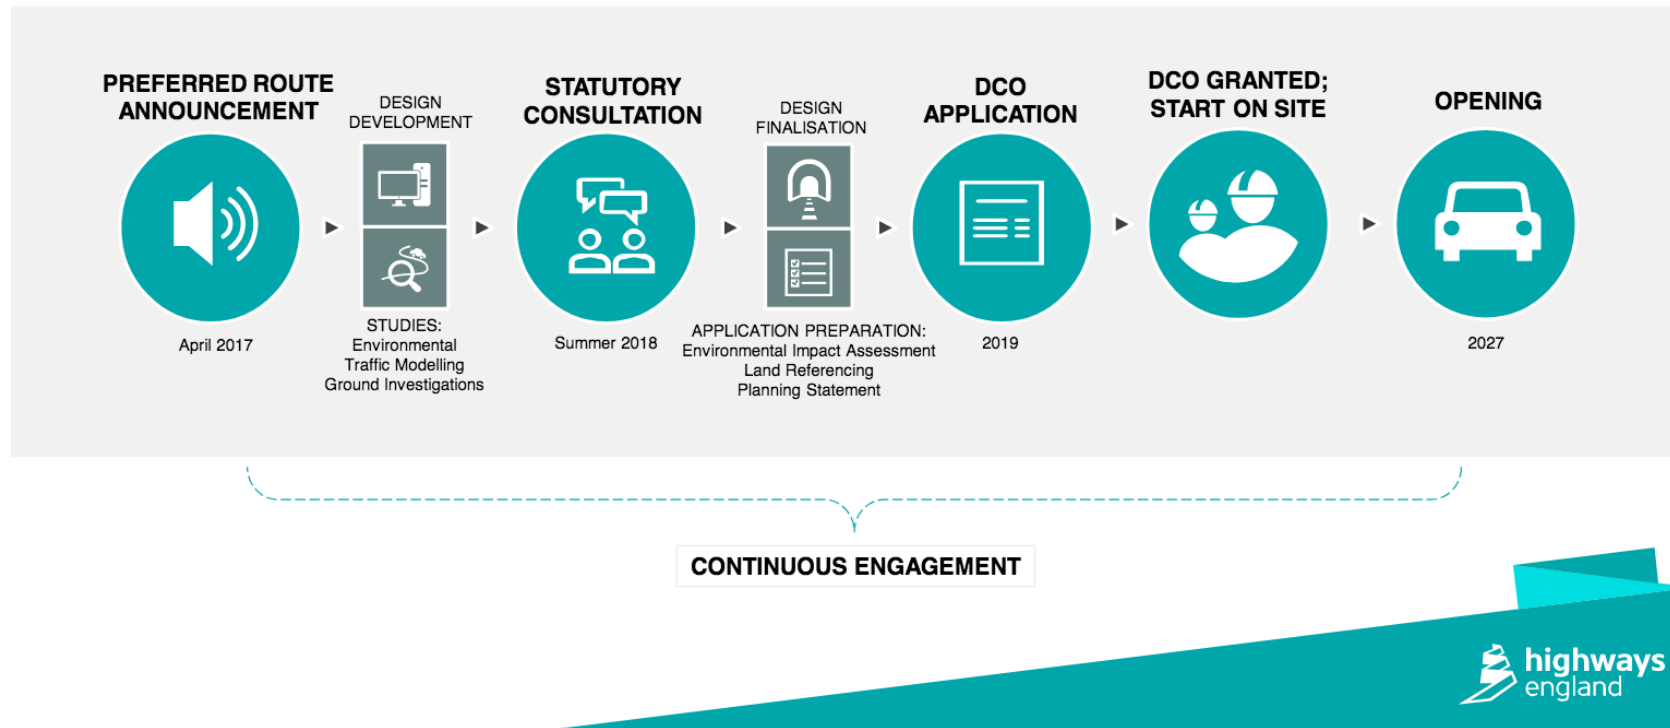 PREFERRED ROUTE
ANNOUNCEMENT
April 2017
DESIGN
DEVELOPMENT
STUDIES:
Environmental
Traffic Modelling
Ground Investigations
STATUTORY
CONSULTATION
Summer 2018
DESIGN
FINALISATION
APPLICATION PREPARATION:
Environmental Impact Assessment
Land Referencing
Planning Statement
DCO
APPLICATION
2019
DCO GRANTED;
START ON SITE
OPENING
2027
CONTINUOUS ENGAGEMENT
highways
england